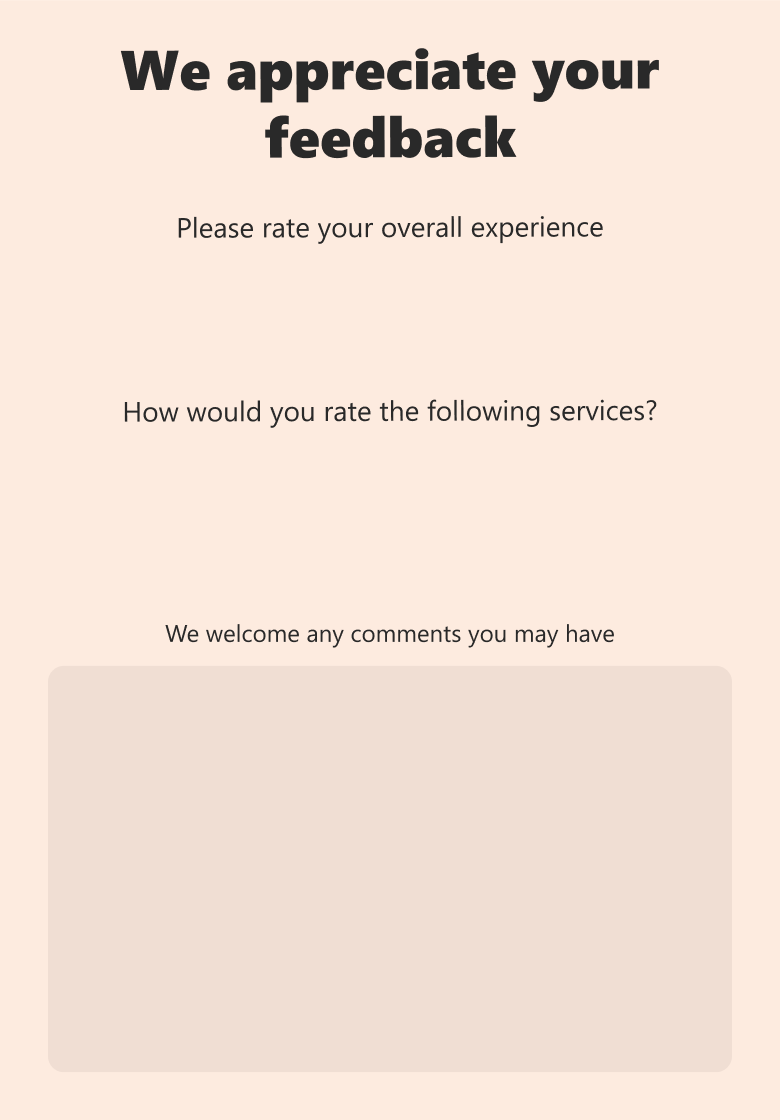 We appreciate your
feedback
Please rate your overall experience
How would you rate the following services?
We welcome any comments you may have